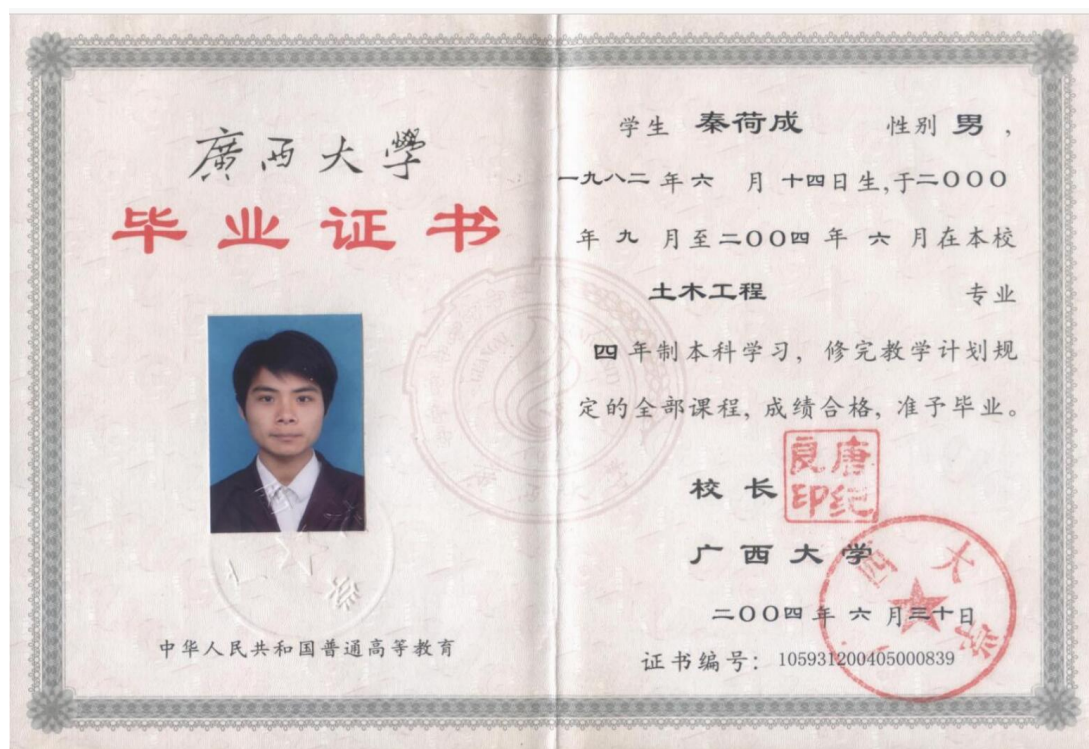 廣西大學
毕业证书
中华人民共和国普通高等教育
学生 秦荷成 性别 男，
一九八二年六 月十四日生,于二OOO
年九 月至二OO四年 六 月在本校
土木工程 专业
四年制本科学习, 修完教学计划规
定的全部课程, 成绩合格, 准予毕业。
校长
唐纪良印
广西大学
二OO四年 六 月三十日
证书编号: 105931200405000839